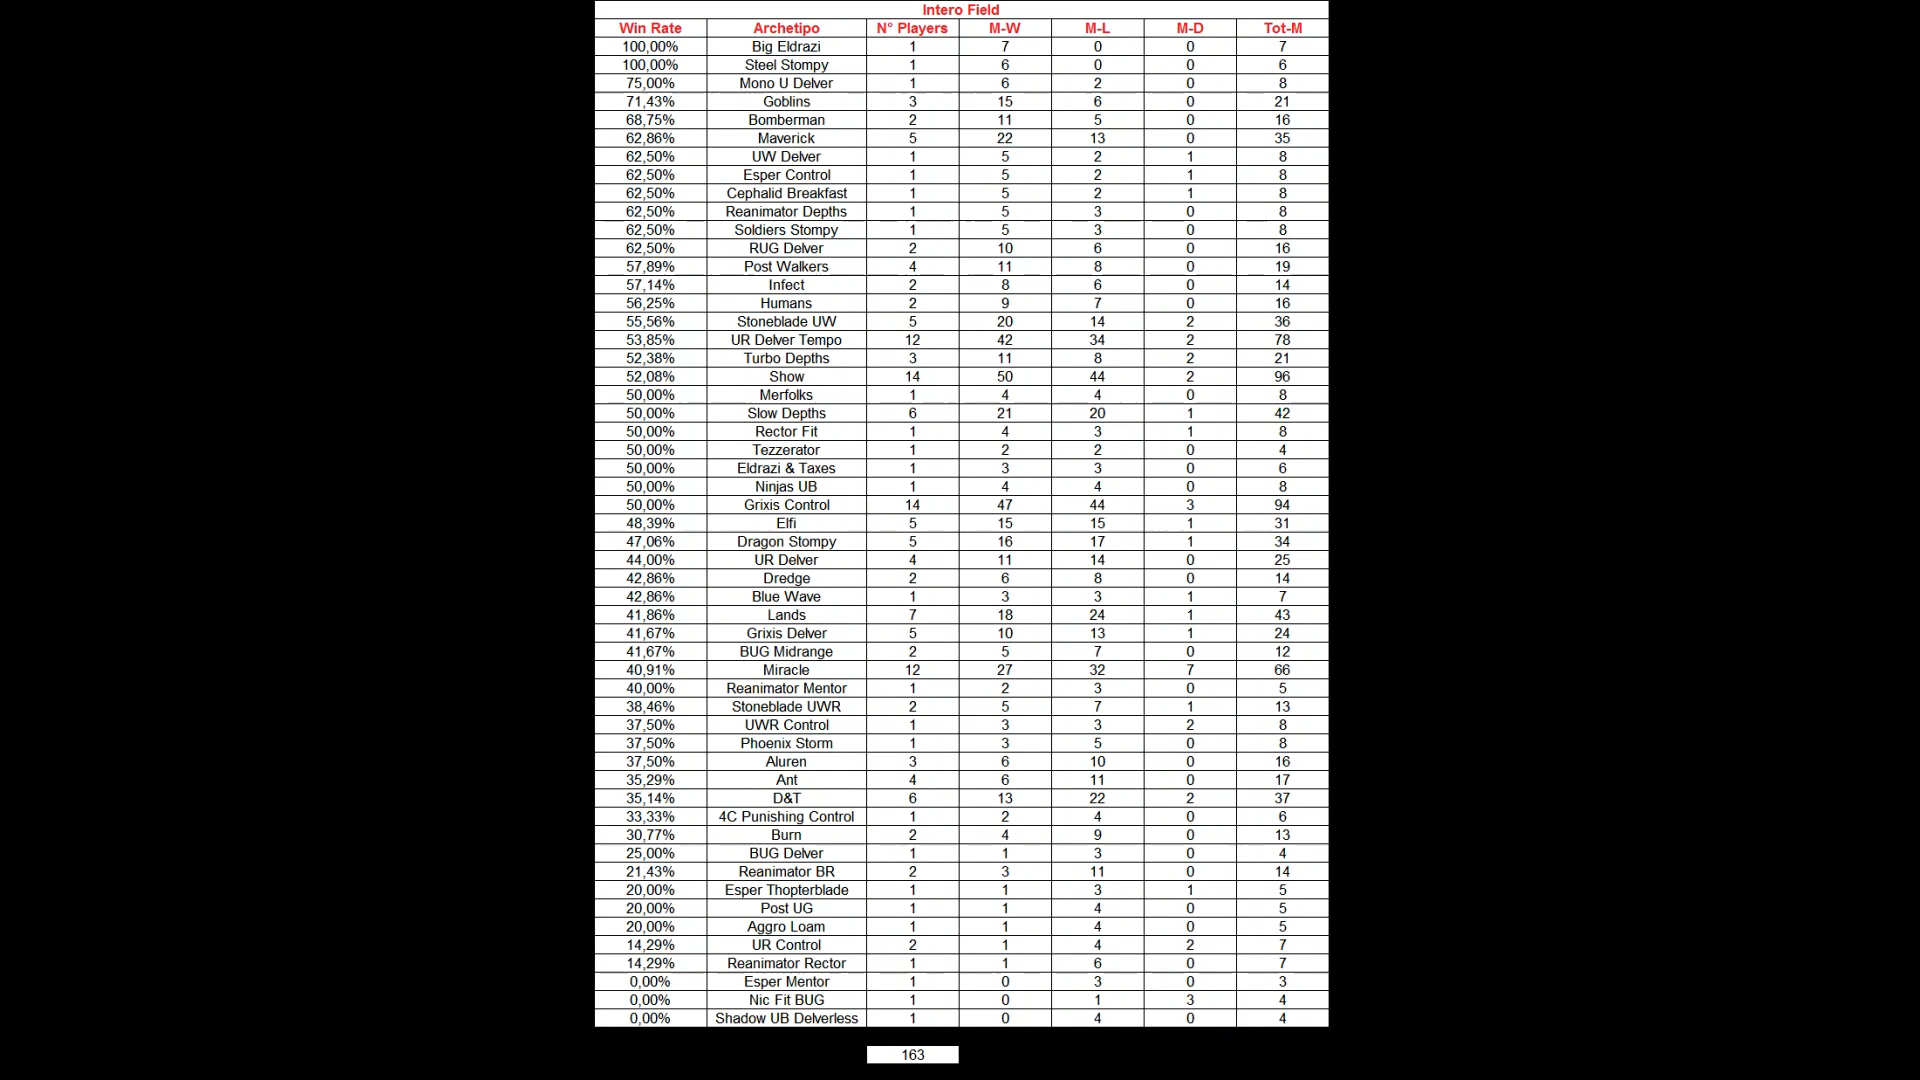 Intero Field
Win Rate Archetipo N° Players M-W M-L M-D Tot-M
100,00% Big Eldrazi 1 7 0 0 7
100,00% Steel Stompy 1 6 0 0 6
75,00% Mono U Delver 1 6 2 0 8
71,43% Goblins 3 15 6 0 21
68,75% Bomberman 2 11 5 0 16
62,86% Maverick 5 22 13 0 35
62,50% UW Delver 1 5 2 1 8
62,50% Esper Control 1 5 2 1 8
62,50% Cephalid Breakfast 1 5 2 1 8
62,50% Reanimator Depths 1 5 3 0 8
62,50% Soldiers Stompy 1 5 3 0 8
62,50% RUG Delver 2 10 6 0 16
57,89% Post Walkers 4 11 8 0 19
57,14% Infect 2 8 6 0 14
56,25% Humans 2 9 7 0 16
55,56% Stoneblade UW 5 20 14 2 36
53,85% UR Delver Tempo 12 42 34 2 78
52,38% Turbo Depths 3 11 8 2 21
52,08% Show 14 50 44 2 96
50,00% Merfolks 1 4 4 0 8
50,00% Slow Depths 6 21 20 1 42
50,00% Rector Fit 1 4 3 1 8
50,00% Tezzerator 1 2 2 0 4
50,00% Eldrazi & Taxes 1 3 3 0 6
50,00% Ninjas UB 1 4 4 0 8
50,00% Grixis Control 14 47 44 3 94
48,39% Elfi 5 15 15 1 31
47,06% Dragon Stompy 5 16 17 1 34
44,00% UR Delver 4 11 14 0 25
42,86% Dredge 2 6 8 0 14
42,86% Blue Wave 1 3 3 1 7
41,86% Lands 7 18 24 1 43
41,67% Grixis Delver 5 10 13 1 24
41,67% BUG Midrange 2 5 7 0 12
40,91% Miracle 12 27 32 7 66
40,00% Reanimator Mentor 1 2 3 0 5
38,46% Stoneblade UWR 2 5 7 1 13
37,50% UWR Control 1 3 3 2 8
37,50% Phoenix Storm 1 3 5 0 8
37,50% Aluren 3 6 10 0 16
35,29% Ant 4 6 11 0 17
35,14% D&T 6 13 22 2 37
33,33% 4C Punishing Control 1 2 4 0 6
30,77% Burn 2 4 9 0 13
25,00% BUG Delver 1 1 3 0 4
21,43% Reanimator BR 2 3 11 0 14
20,00% Esper Thopterblade 1 1 3 1 5
20,00% Post UG 1 1 4 0 5
20,00% Aggro Loam 1 1 4 0 5
14,29% UR Control 2 1 4 2 7
14,29% Reanimator Rector 1 1 6 0 7
0,00% Esper Mentor 1 0 3 0 3
0,00% Nic Fit BUG 1 0 1 3 4
0,00% Shadow UB Delverless 1 0 4 0 4
163